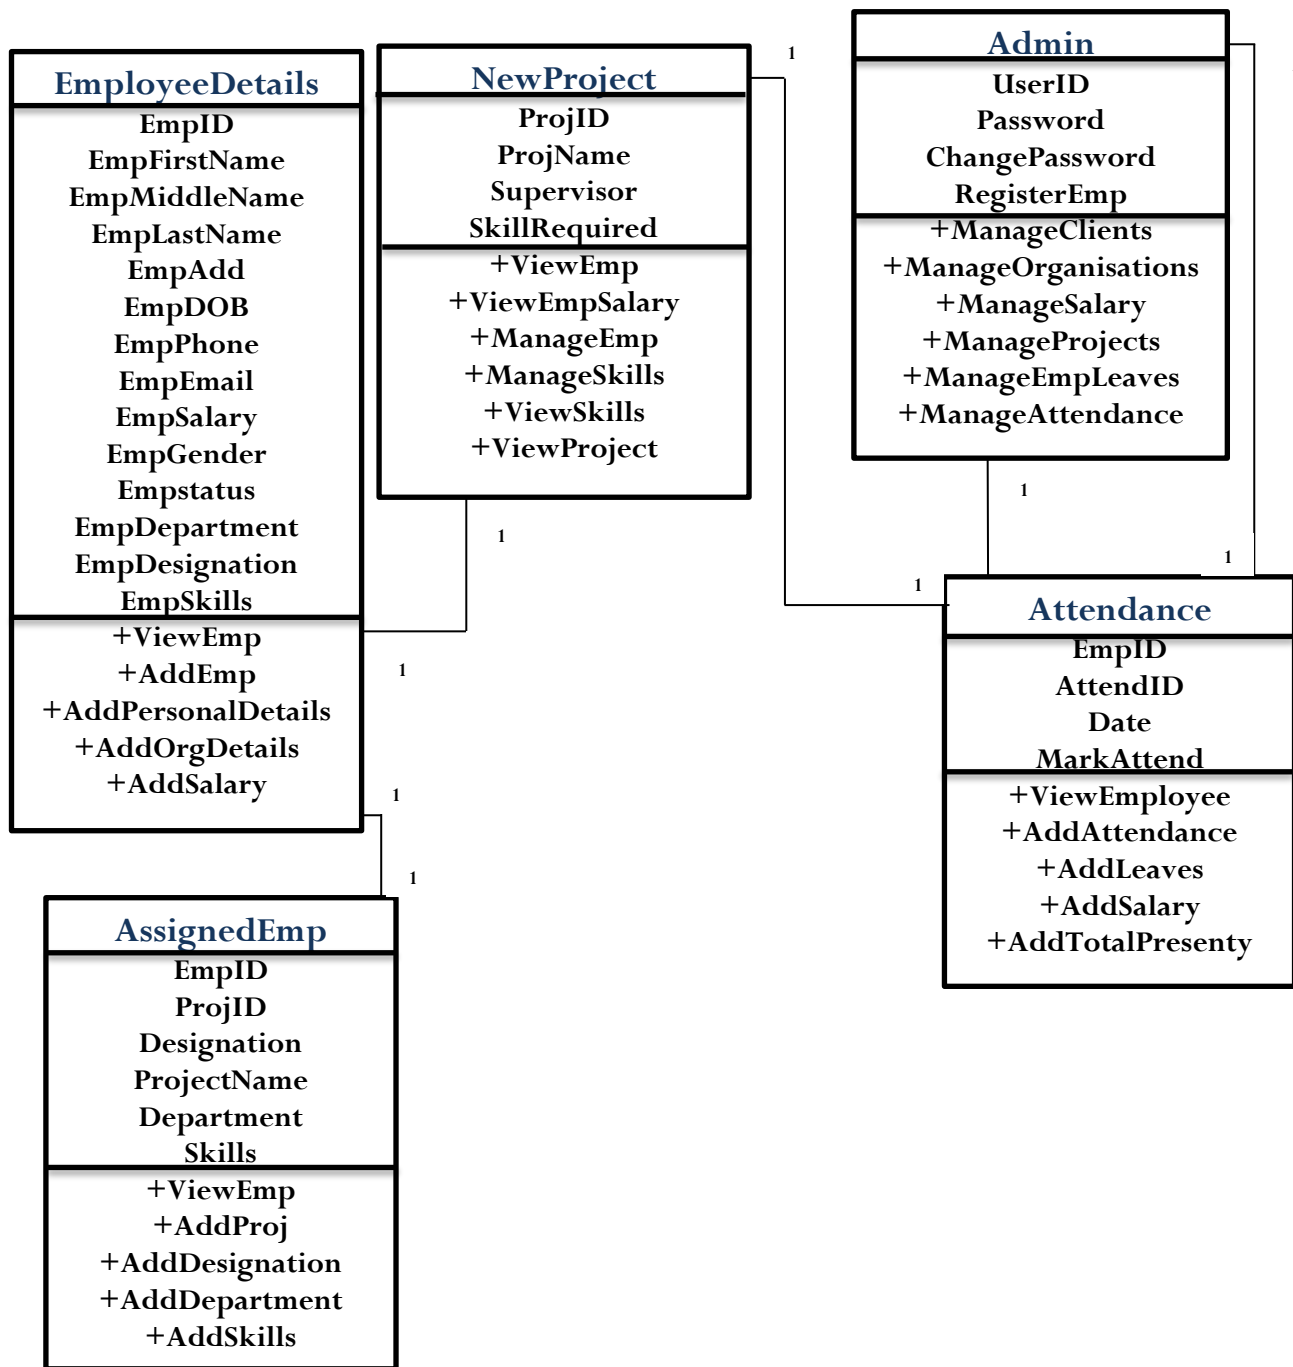 EmployeeDetails
EmpID
EmpFirstName
EmpMiddleName
EmpLastName
EmpAdd
EmpDOB
EmpPhone
EmpEmail
EmpSalary
EmpGender
Empstatus
EmpDepartment
EmpDesignation
EmpSkills
+ViewEmp
+AddEmp
+AddPersonalDetails
+AddOrgDetails
+AddSalary
NewProject
ProjID
ProjName
Supervisor
SkillRequired
+ViewEmp
+ViewEmpSalary
+ManageEmp
+ManageSkills
+ViewSkills
+ViewProject
1
Admin
UserID
Password
ChangePassword
RegisterEmp
+ManageClients
+ManageOrganisations
+ManageSalary
+ManageProjects
+ManageEmpLeaves
+ManageAttendance
1
1
1
1
1
Attendance
EmpID
AttendID
Date
MarkAttend
+ViewEmployee
+AddAttendance
+AddLeaves
+AddSalary
+AddTotalPresenty
1
1
AssignedEmp
EmpID
ProjID
Designation
ProjectName
Department
Skills
+ViewEmp
+AddProj
+AddDesignation
+AddDepartment
+AddSkills